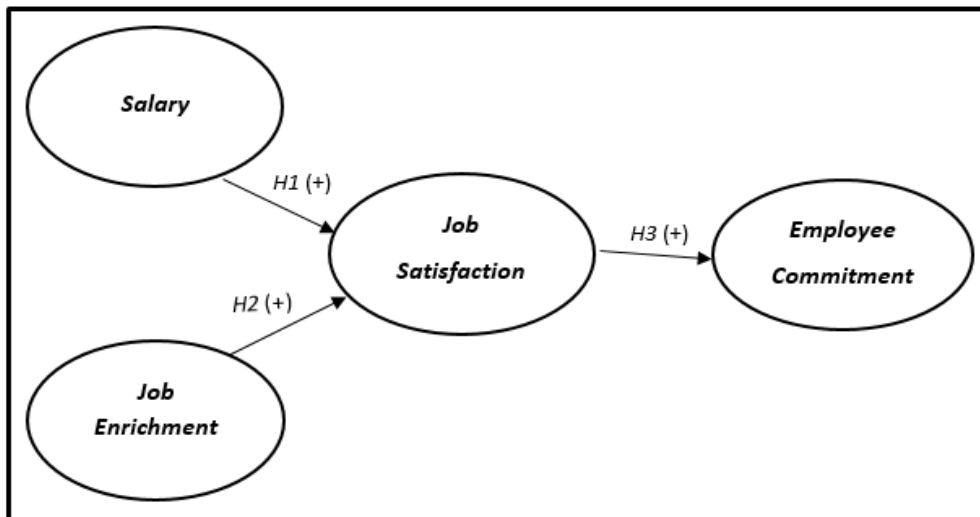 Salary
H1 (+)
Job
Satisfaction
H3 (+)
Employee
Commitment
H2 (+)
Job
Enrichment